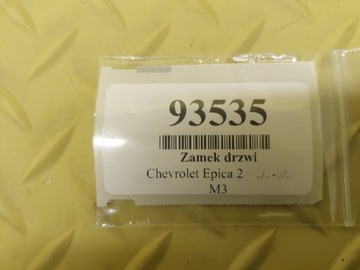 93535
Zamek drzwi
Chevrolet Epica 2 ../.. - ../..
M3